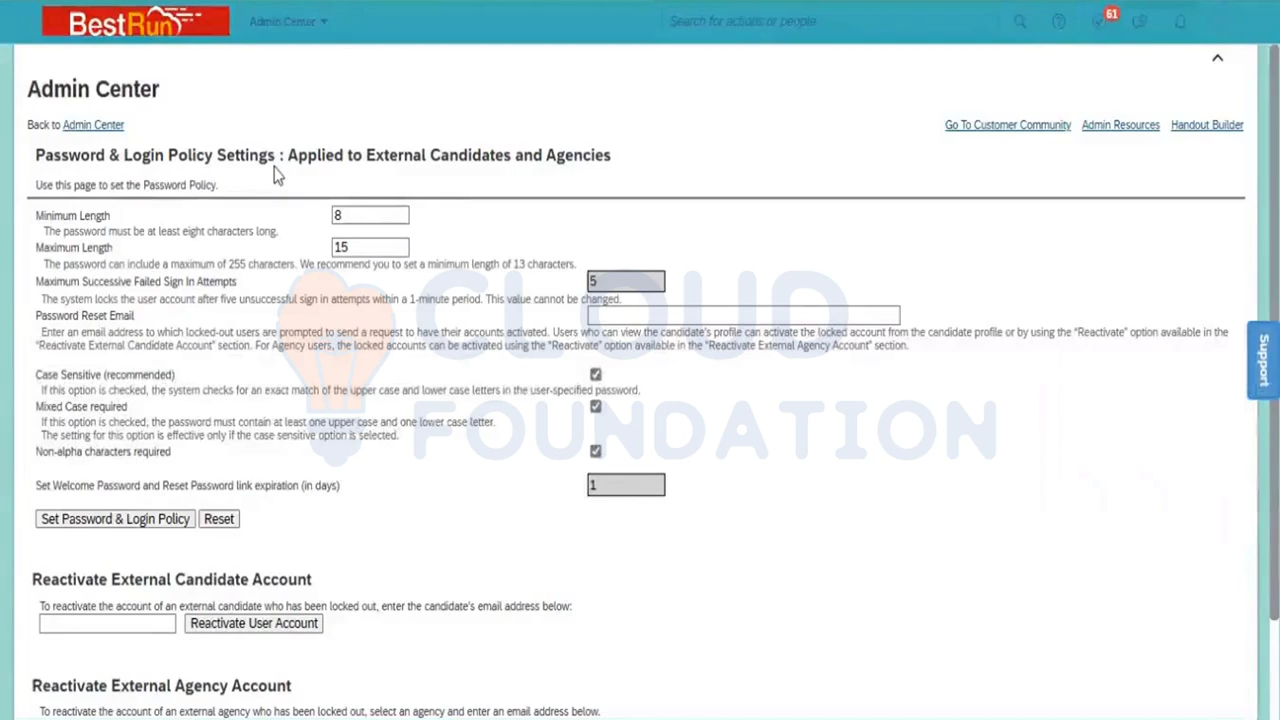 BestRun
Admin Center
Search for actions or people
61
Admin Center
Back to Admin Center
Go To Customer Community
Admin Resources
Handout Builder
Password & Login Policy Settings : Applied to External Candidates and Agencies
Use this page to set the Password Policy.
Minimum Length
8
The password must be at least eight characters long.
Maximum Length
15
The password can include a maximum of 255 characters. We recommend you to set a minimum length of 13 characters.
Maximum Successive Failed Sign In Attempts
5
The system locks the user account after five unsuccessful sign in attempts within a 1-minute period. This value cannot be changed.
Password Reset Email
Enter an email address to which locked-out users are prompted to send a request to have their accounts activated. Users who can view the candidate's profile can activate the locked account from the candidate profile or by using the "Reactivate" option available in the
"Reactivate External Candidate Account" section. For Agency users, the locked accounts can be activated using the "Reactivate" option available in the "Reactivate External Agency Account" section.
Case Sensitive (recommended)
If this option is checked, the system checks for an exact match of the upper case and lower case letters in the user-specified password.
Mixed Case required
If this option is checked, the password must contain at least one upper case and one lower case letter.
The setting for this option is effective only if the case sensitive option is selected.
Non-alpha characters required
Set Welcome Password and Reset Password link expiration (in days)
1
Set Password & Login Policy
Reset
Reactivate External Candidate Account
To reactivate the account of an external candidate who has been locked out, enter the candidate's email address below:
Reactivate User Account
Reactivate External Agency Account
To reactivate the account of an external agency who has been locked out, select an agency and enter an email address below.
Support
CLOUD
FOUNDATION